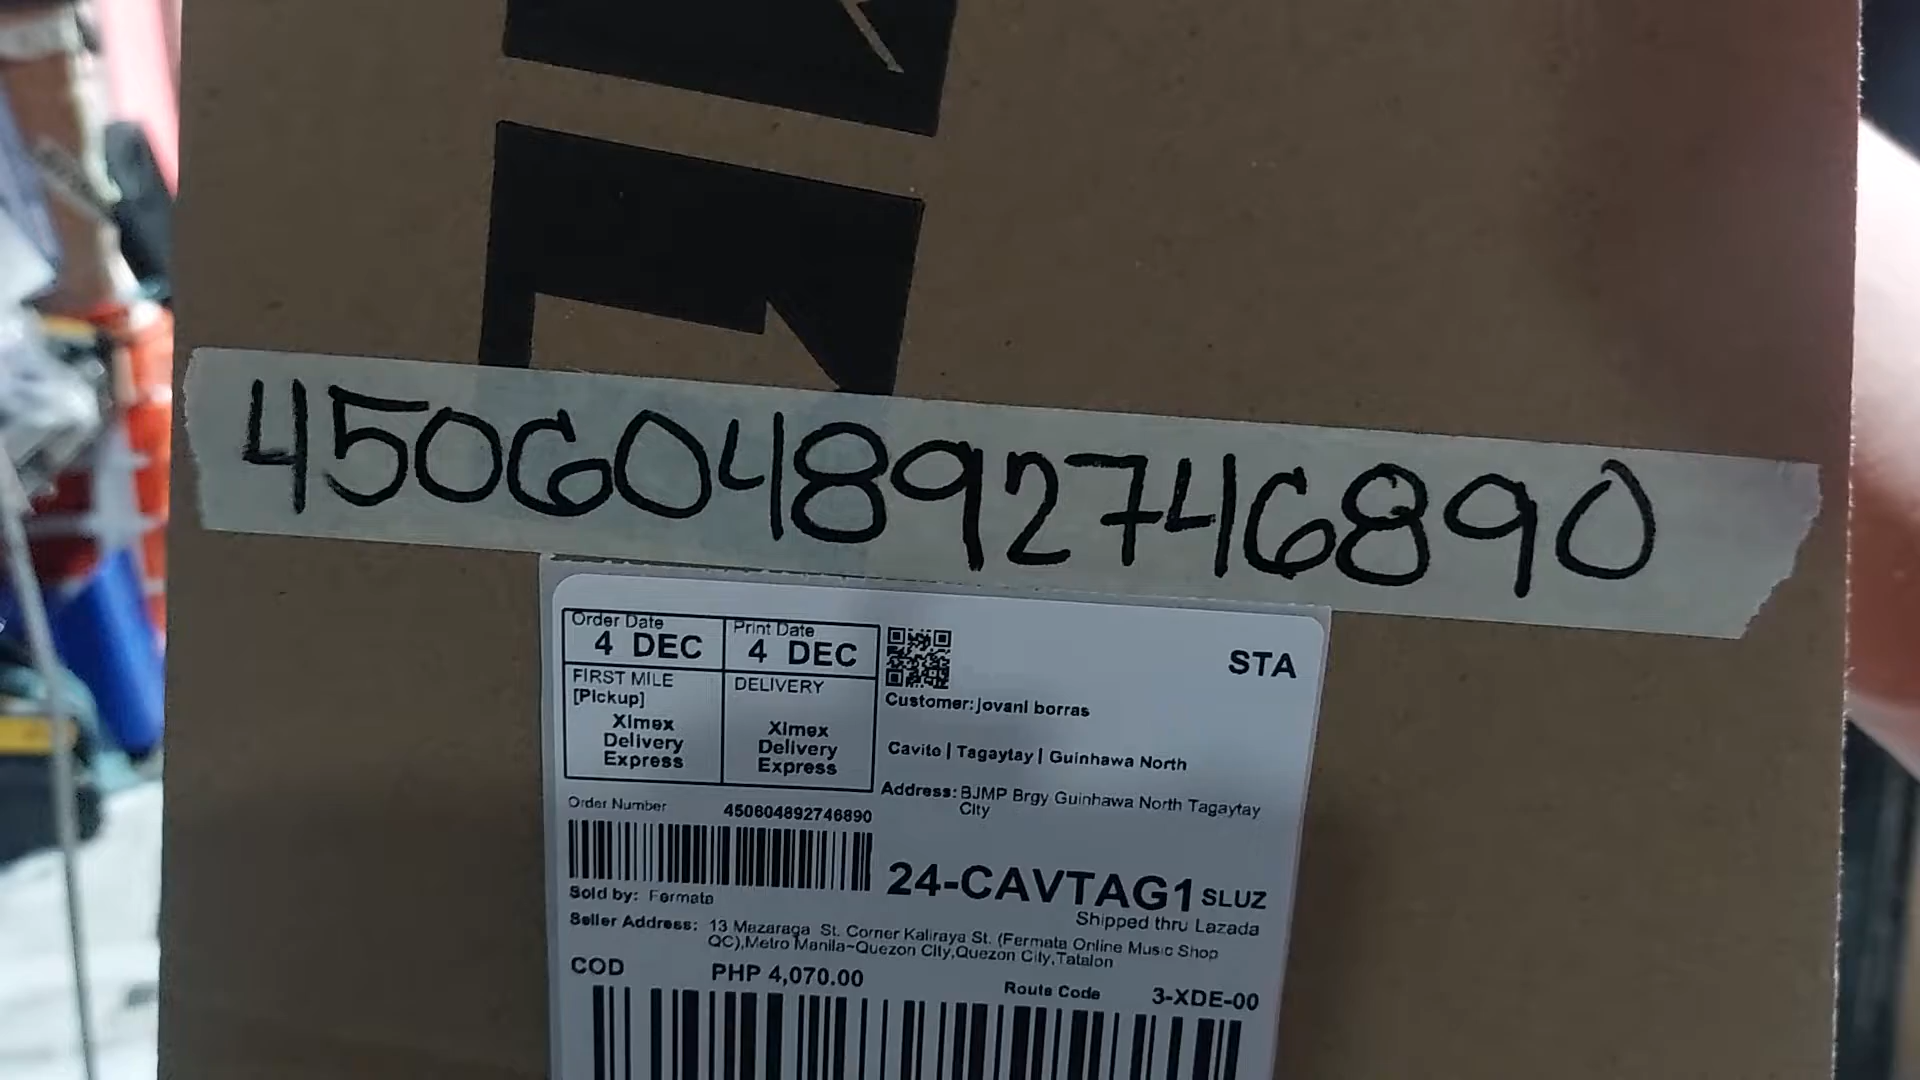 450604892746890
Order Date
4 DEC
Print Date
4 DEC
STA
FIRST MILE
[Pickup]
Ximex
Delivery
Express
DELIVERY
Ximex
Delivery
Express
Customer: jovani borras
Cavite | Tagaytay | Guinhawa North
Address: BJMP Brgy Guinhawa North Tagaytay
City
Order Number 450604892746890
24-CAVTAG1 SLUZ
Shipped thru Lazada
Sold by: Fermata
Seller Address: 13 Mazaraga St. Corner Kaliraya St. (Fermata Online Music Shop
QC),Metro Manila~Quezon City,Quezon City,Tatalon
COD PHP 4,070.00
Route Code 3-XDE-00